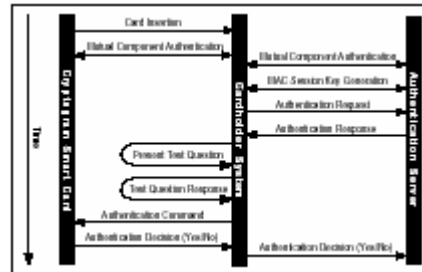 Card Insertion
Mutual Component Authentication
Mutual Component Authentication
MAC Session Key Generation
Authentication Request
Authentication Response
Present Test Question
Test Question Response
Authentication Command
Authentication Decision (Yes/No)
Authentication Decision (Yes/No)
Time
Cryptogram Smart Card
Cardholder System
Authentication Server